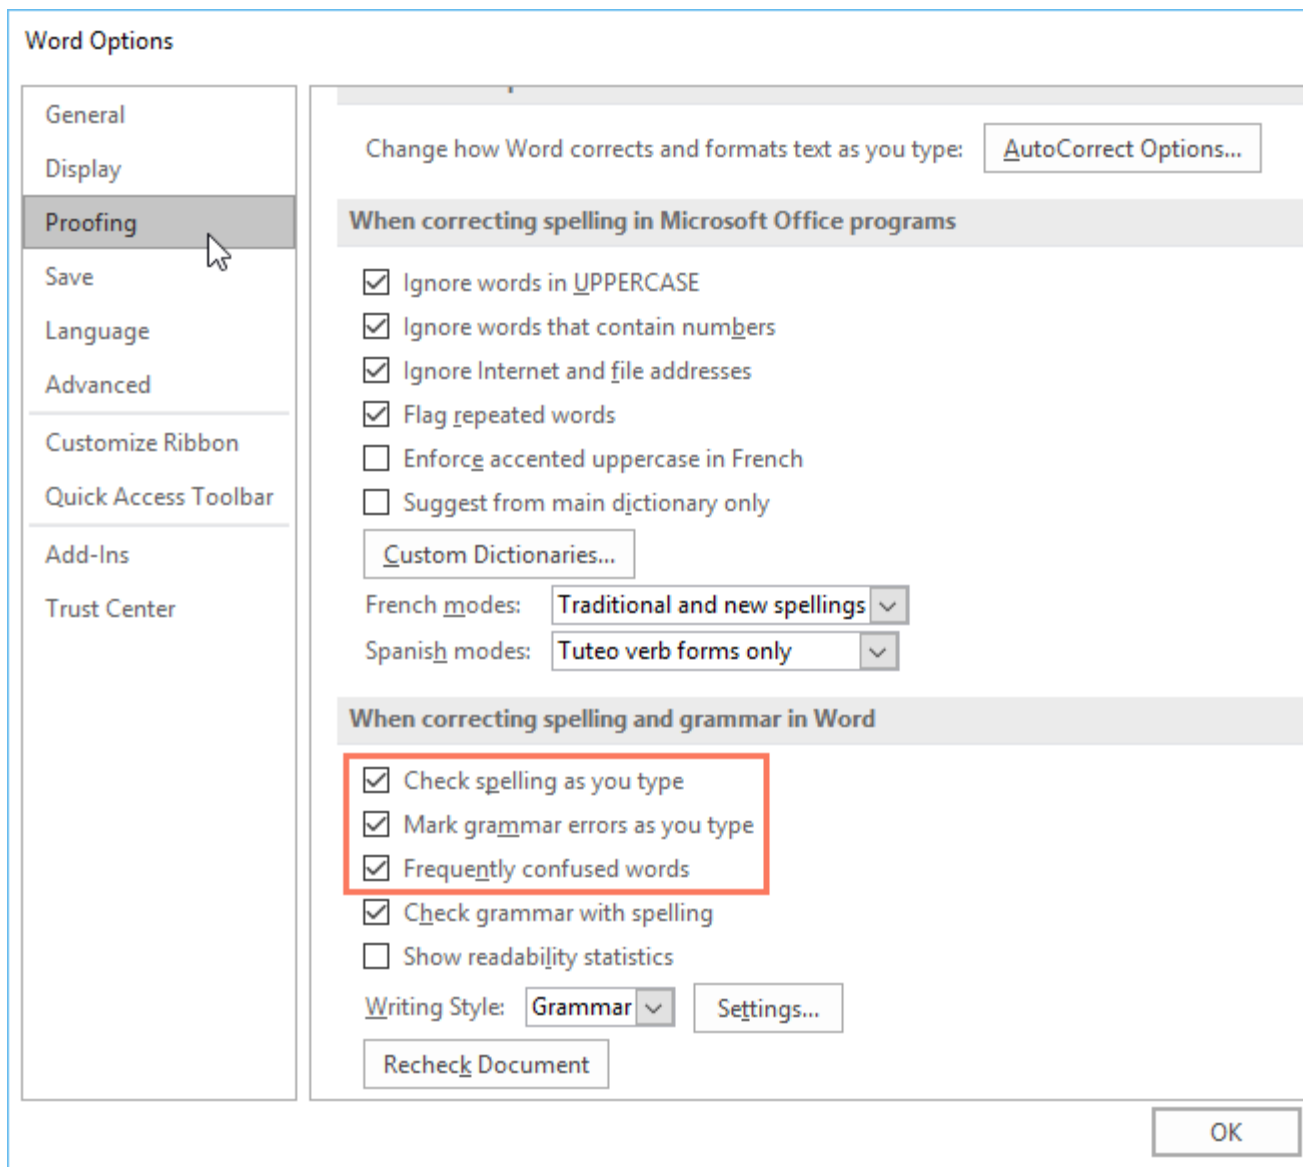 Word Options
General
Display
Proofing
Save
Language
Advanced
Customize Ribbon
Quick Access Toolbar
Add-Ins
Trust Center
Change how Word corrects and formats text as you type: AutoCorrect Options...
When correcting spelling in Microsoft Office programs
Ignore words in UPPERCASE
Ignore words that contain numbers
Ignore Internet and file addresses
Flag repeated words
Enforce accented uppercase in French
Suggest from main dictionary only
Custom Dictionaries...
French modes: Traditional and new spellings
Spanish modes: Tuteo verb forms only
When correcting spelling and grammar in Word
Check spelling as you type
Mark grammar errors as you type
Frequently confused words
Check grammar with spelling
Show readability statistics
Writing Style: Grammar Settings...
Recheck Document
OK